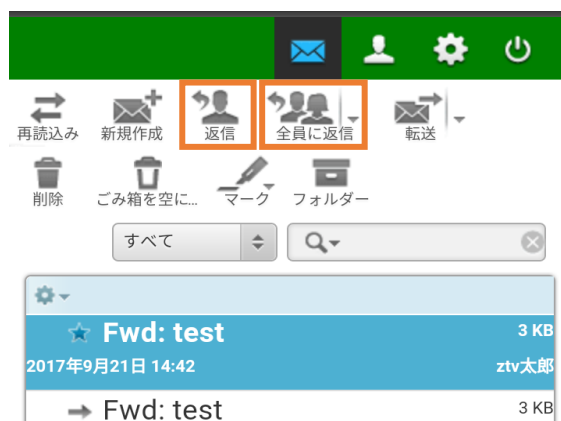 再読込み 新規作成 返信 全員に返信 転送
削除 ごみ箱を空に... マーク フォルダー
すべて
Fwd: test 3 KB
2017年9月21日 14:42 ztv太郎
Fwd: test 3 KB